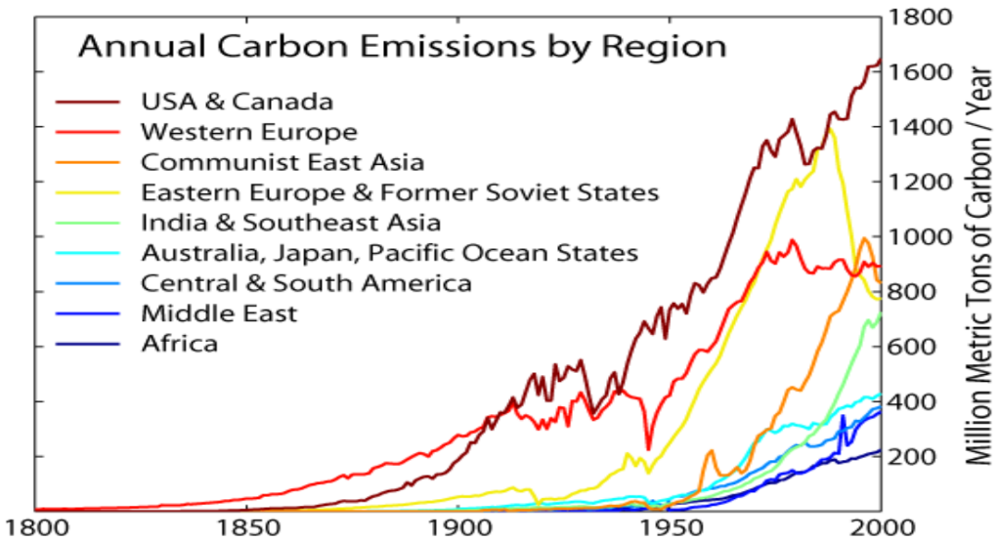 Annual Carbon Emissions by Region
USA & Canada
Western Europe
Communist East Asia
Eastern Europe & Former Soviet States
India & Southeast Asia
Australia, Japan, Pacific Ocean States
Central & South America
Middle East
Africa
1800
1600
1400
1200
1000
800
600
400
200
Million Metric Tons of Carbon / Year
1800
1850
1900
1950
2000